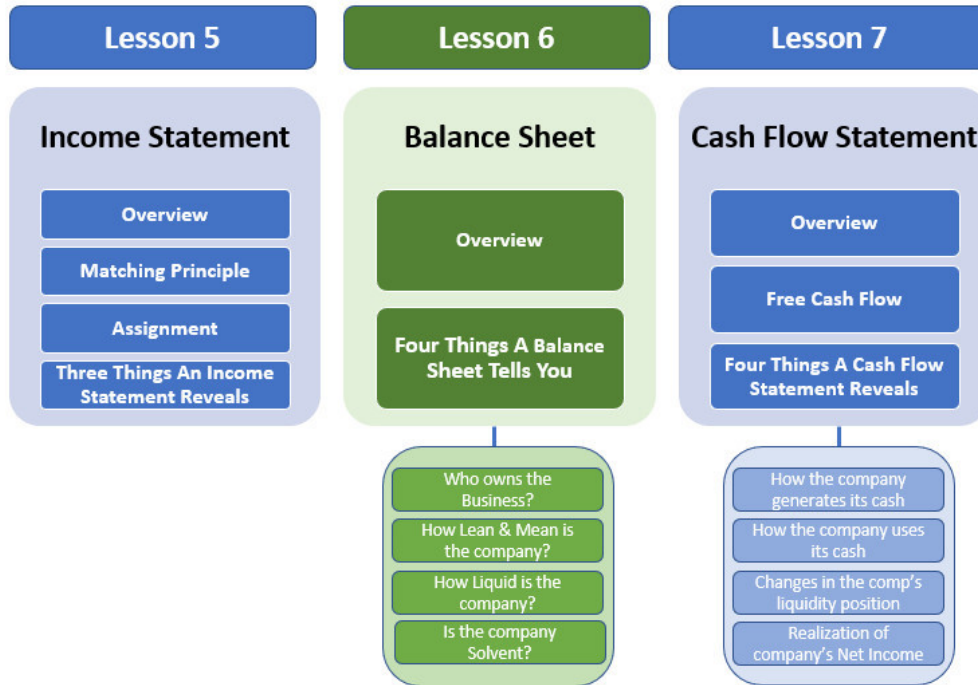 Lesson 5
Lesson 6
Lesson 7
Income Statement
Overview
Matching Principle
Assignment
Three Things An Income
Statement Reveals
Balance Sheet
Overview
Four Things A Balance
Sheet Tells You
Who owns the
Business?
How Lean & Mean is
the company?
How Liquid is the
company?
Is the company
Solvent?
Cash Flow Statement
Overview
Free Cash Flow
Four Things A Cash Flow
Statement Reveals
How the company
generates its cash
How the company uses
its cash
Changes in the comp's
liquidity position
Realization of
company's Net Income